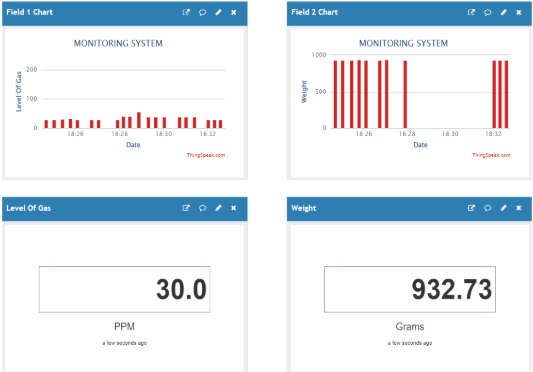 Field 1 Chart
MONITORING SYSTEM
Level Of Gas
200
100
0
18:26
18:28
18:30
18:32
Date
ThingSpeak.com
Field 2 Chart
MONITORING SYSTEM
Weight
1000
500
0
18:26
18:28
18:30
18:32
Date
ThingSpeak.com
Level Of Gas
30.0
PPM
a few seconds ago
Weight
932.73
Grams
a few seconds ago